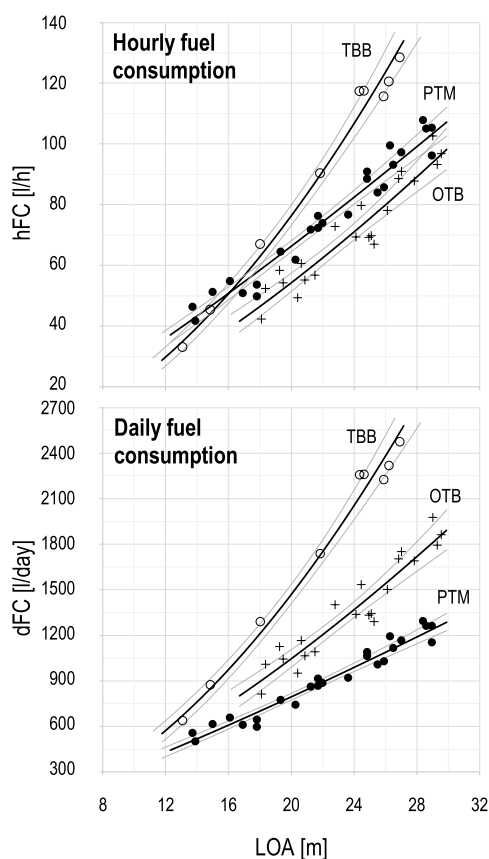 Hourly fuel
consumption
TBB
PTM
OTB
hFC [l/h]
140
120
100
80
60
40
20
Daily fuel
consumption
TBB
OTB
PTM
dFC [l/day]
2700
2400
2100
1800
1500
1200
900
600
300
8 12 16 20 24 28 32
LOA [m]